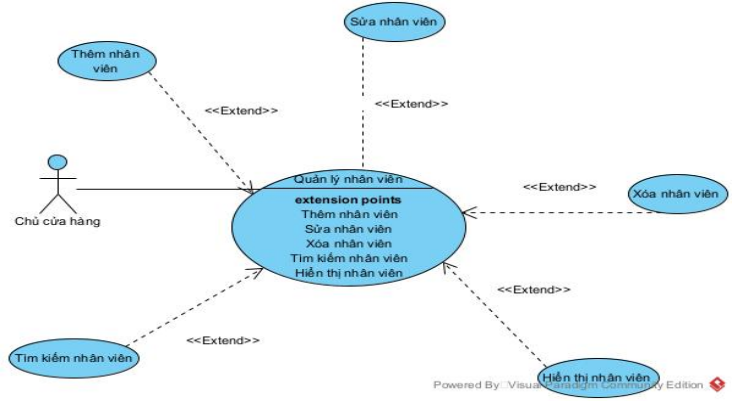 Sửa nhân viên
Thêm nhân
viên
<<Extend>>
<<Extend>>
Quản lý nhân viên
extension points
Thêm nhân viên
Sửa nhân viên
Xóa nhân viên
Tìm kiếm nhân viên
Hiển thị nhân viên
<<Extend>>
Xóa nhân viên
Chủ cửa hàng
<<Extend>>
<<Extend>>
Tìm kiếm nhân viên
Hiển thị nhân viên
Powered By Visual Paradigm Community Edition